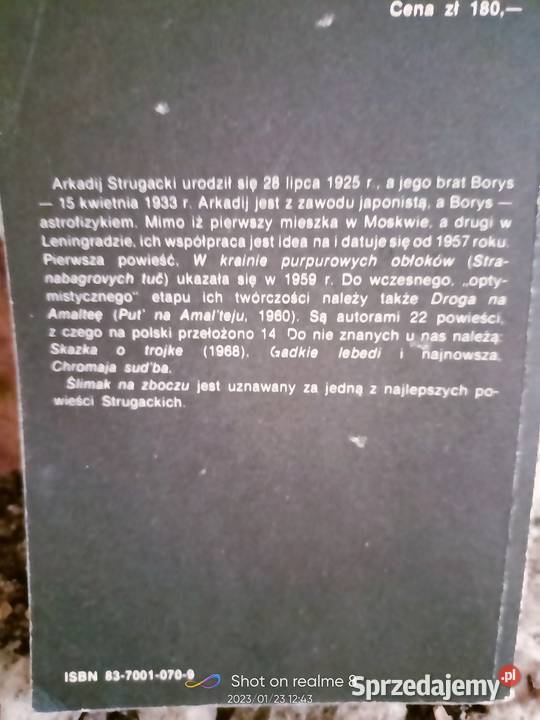 Cena zł 180,—
Arkadij Strugacki urodził się 28 lipca 1925 r., a jego brat Borys
— 15 kwietnia 1933 r. Arkadij jest z zawodu japonistą, a Borys —
astrofizykiem. Mimo iż pierwszy mieszka w Moskwie, a drugi w
Leningradzie, ich współpraca jest idea na i datuje się od 1957 roku.
Pierwsza powieść, W krainie purpurowych obłoków (Stra-
nabagrovych tuč) ukazała się w 1959 r. Do wczesnego, „opty-
mistycznego" etapu ich twórczości należy także Droga na
Amalteę (Put' na Amal'teju, 1960). Są autorami 22 powieści,
z czego na polski przełożono 14. Do nie znanych u nas należą:
Skazka o trojke (1968), Gadkie lebedi i najnowsza,
Chromaja sud'ba.
Ślimak na zboczu jest uznawany za jedną z najlepszych po-
wieści Strugackich.
ISBN 83-7001-070-9
Shot on realme 8
2023/01/23 12:43
Sprzedajemy.pl